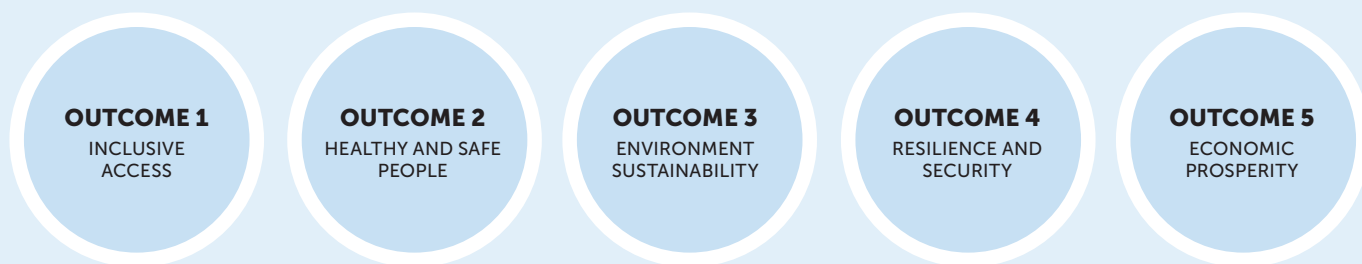 OUTCOME 1
INCLUSIVE
ACCESS
OUTCOME 2
HEALTHY AND SAFE
PEOPLE
OUTCOME 3
ENVIRONMENT
SUSTAINABILITY
OUTCOME 4
RESILIENCE AND
SECURITY
OUTCOME 5
ECONOMIC
PROSPERITY